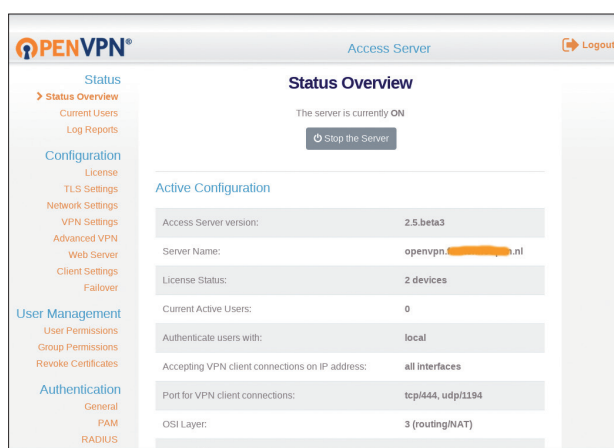 OPENVPN®
Access Server
Logout
Status
Status Overview
Current Users
Log Reports
Configuration
License
TLS Settings
Network Settings
VPN Settings
Advanced VPN
Web Server
Client Settings
Failover
User Management
User Permissions
Group Permissions
Revoke Certificates
Authentication
General
PAM
RADIUS
Status Overview
The server is currently ON
Stop the Server
Active Configuration
Access Server version: 2.5.beta3
Server Name: openvpn. .nl
License Status: 2 devices
Current Active Users: 0
Authenticate users with: local
Accepting VPN client connections on IP address: all interfaces
Port for VPN client connections: tcp/444, udp/1194
OSI Layer: 3 (routing/NAT)